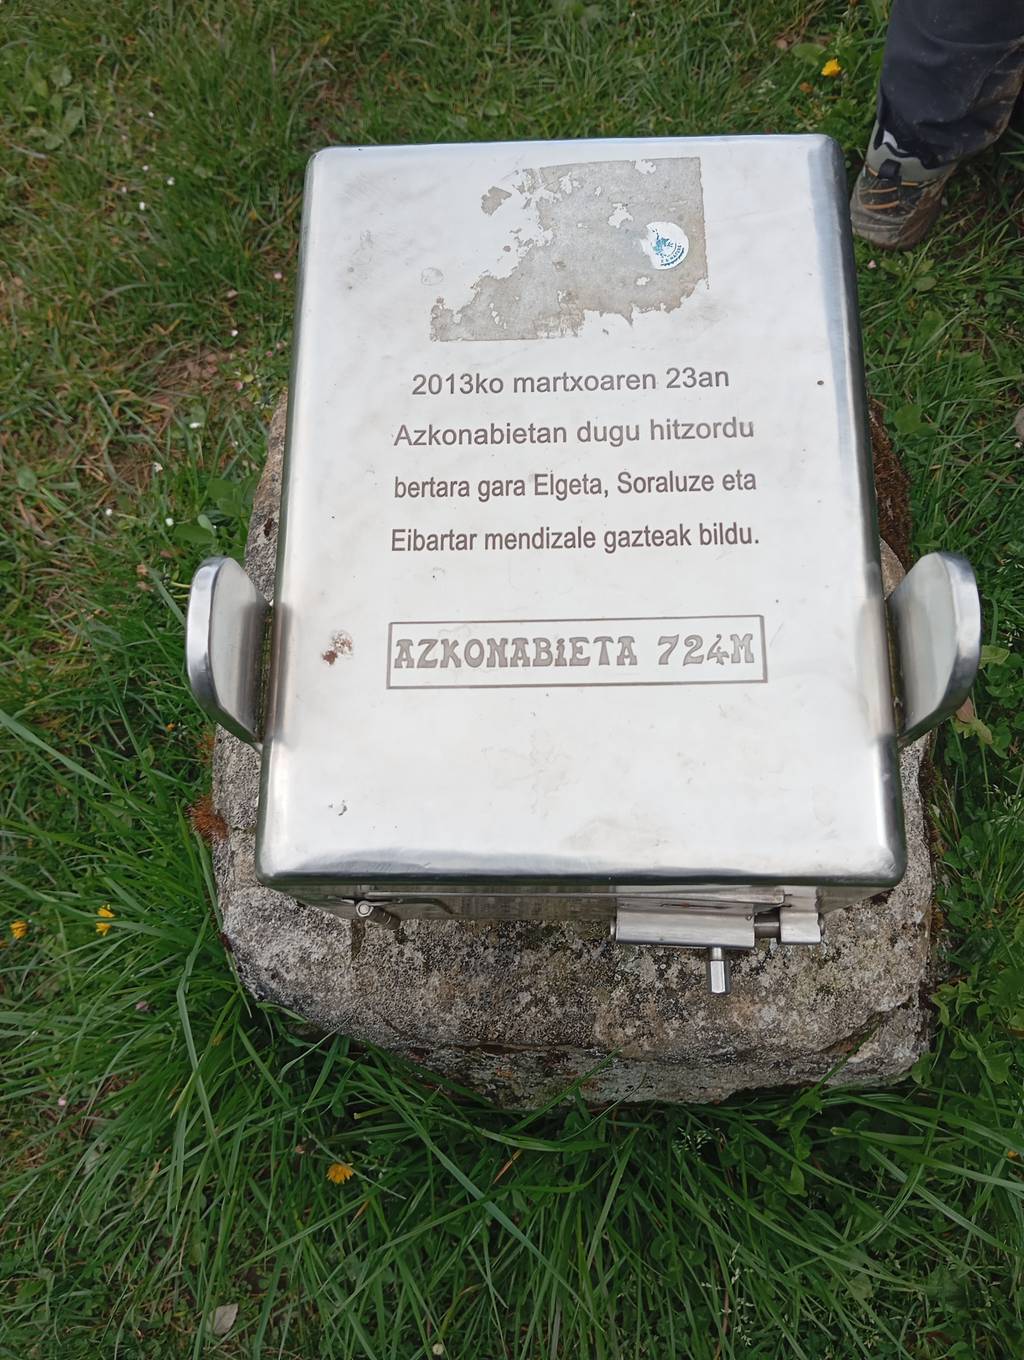 2013ko martxoaren 23an
Azkonabietan dugu hitzordu
bertara gara Elgeta, Soraluze eta
Eibartar mendizale gazteak bildu.
AZKONABiETA 724M